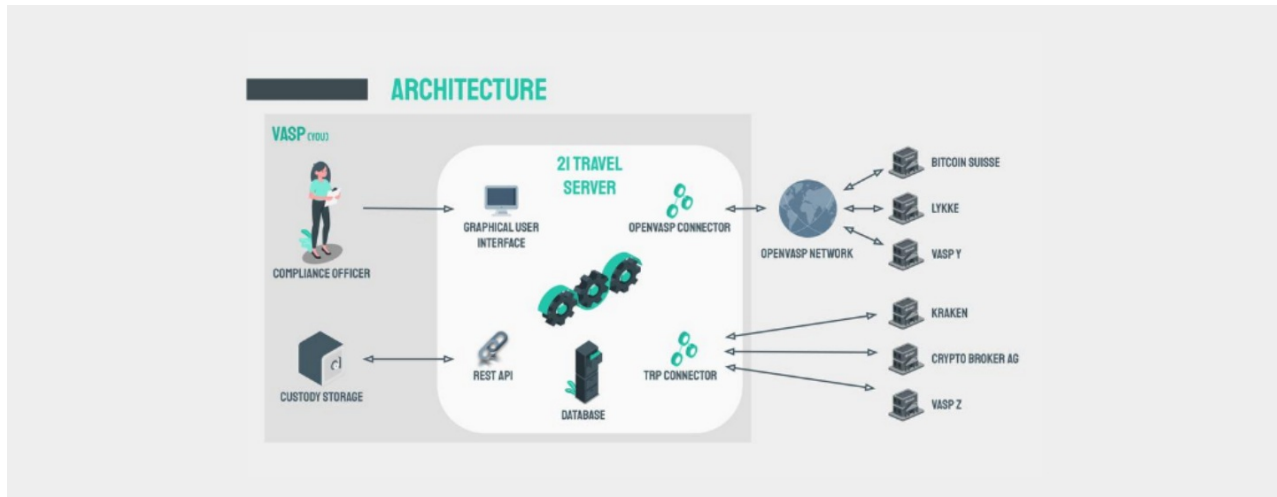 ARCHITECTURE
VASP (YOU)
21 TRAVEL
SERVER
GRAPHICAL USER
INTERFACE
OPENVASP CONNECTOR
COMPLIANCE OFFICER
OPENVASP NETWORK
BITCOIN SUISSE
LYKKE
VASP Y
CUSTODY STORAGE
REST API
DATABASE
TRP CONNECTOR
KRAKEN
CRYPTO BROKER AG
VASP Z